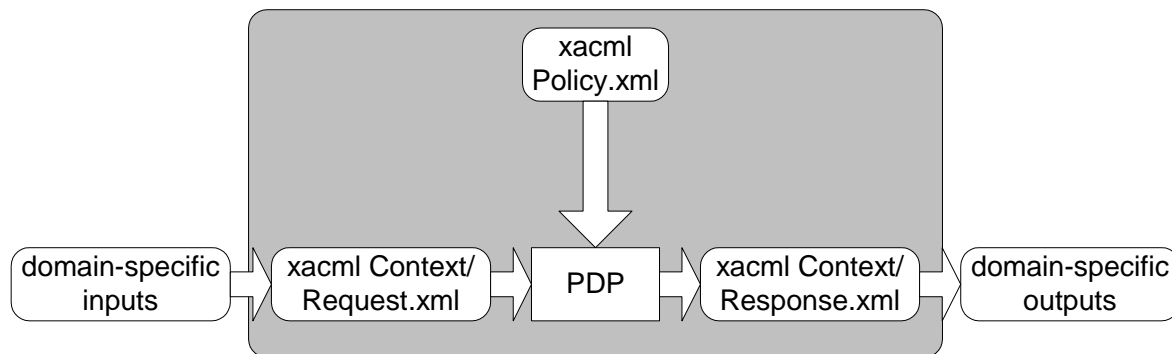 xacml
Policy.xml
domain-specific
inputs
xacml Context/
Request.xml
PDP
xacml Context/
Response.xml
domain-specific
outputs